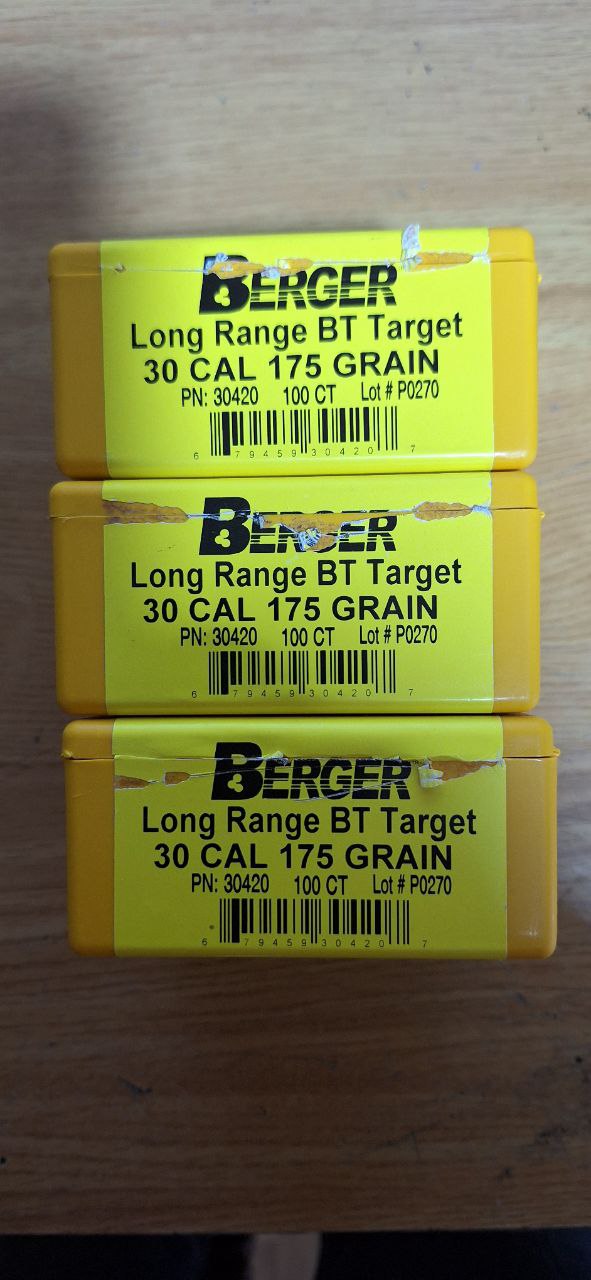 BERGER
Long Range BT Target
30 CAL 175 GRAIN
PN: 30420 100 CT Lot # P0270
6 79459 30420 7
BERGER
Long Range BT Target
30 CAL 175 GRAIN
PN: 30420 100 CT Lot # P0270
6 79459 30420 7
BERGER
Long Range BT Target
30 CAL 175 GRAIN
PN: 30420 100 CT Lot # P0270
6 79459 30420 7